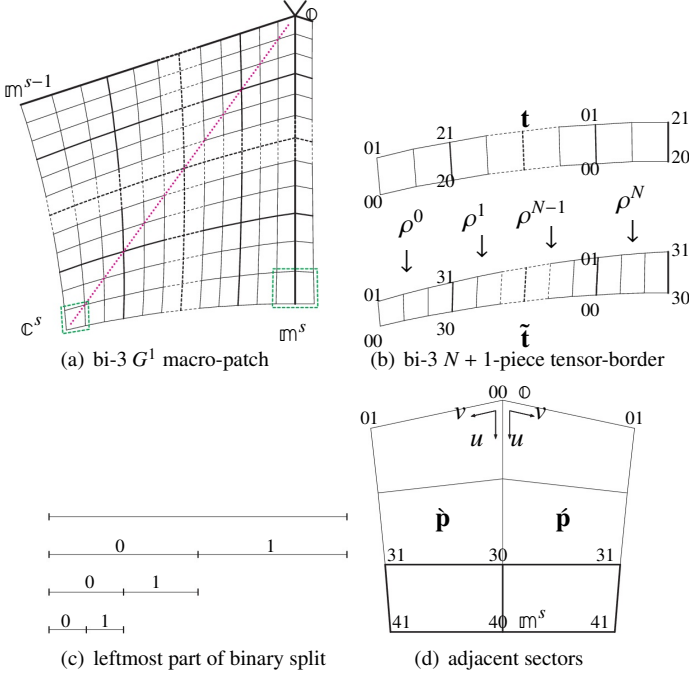 𝕠
𝕞^{s−1}
𝕔^s
𝕞^s
(a) bi-3 G^1 macro-patch
t
01 21 01 21
00 20 00 20
ρ^0 ρ^1 ρ^{N−1} ρ^N
01 31 01 31
00 30 00 30
t̃
(b) bi-3 N + 1-piece tensor-border
0 1
0 1
0 1
(c) leftmost part of binary split
00 𝕠
01 v v 01
u u
p̀ ṕ
31 30 31
41 40 𝕞^s 41
(d) adjacent sectors